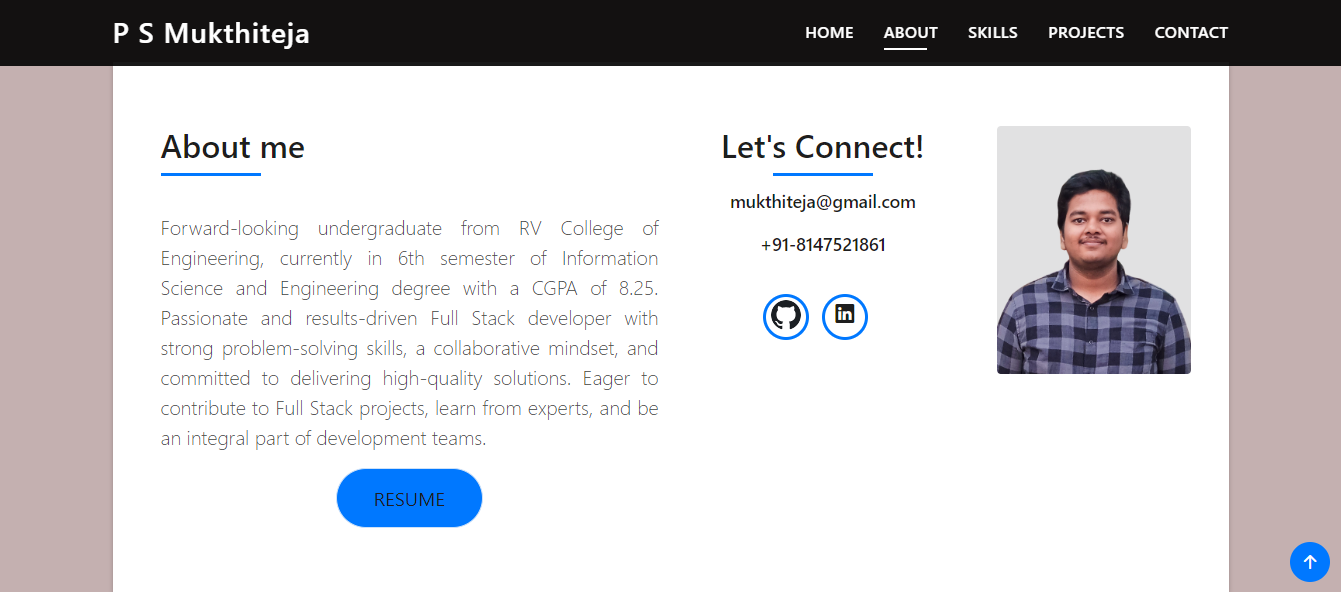 P S Mukthiteja
HOME ABOUT SKILLS PROJECTS CONTACT
About me
Forward-looking undergraduate from RV College of
Engineering, currently in 6th semester of Information
Science and Engineering degree with a CGPA of 8.25.
Passionate and results-driven Full Stack developer with
strong problem-solving skills, a collaborative mindset, and
committed to delivering high-quality solutions. Eager to
contribute to Full Stack projects, learn from experts, and be
an integral part of development teams.
RESUME
Let's Connect!
mukthiteja@gmail.com
+91-8147521861
in